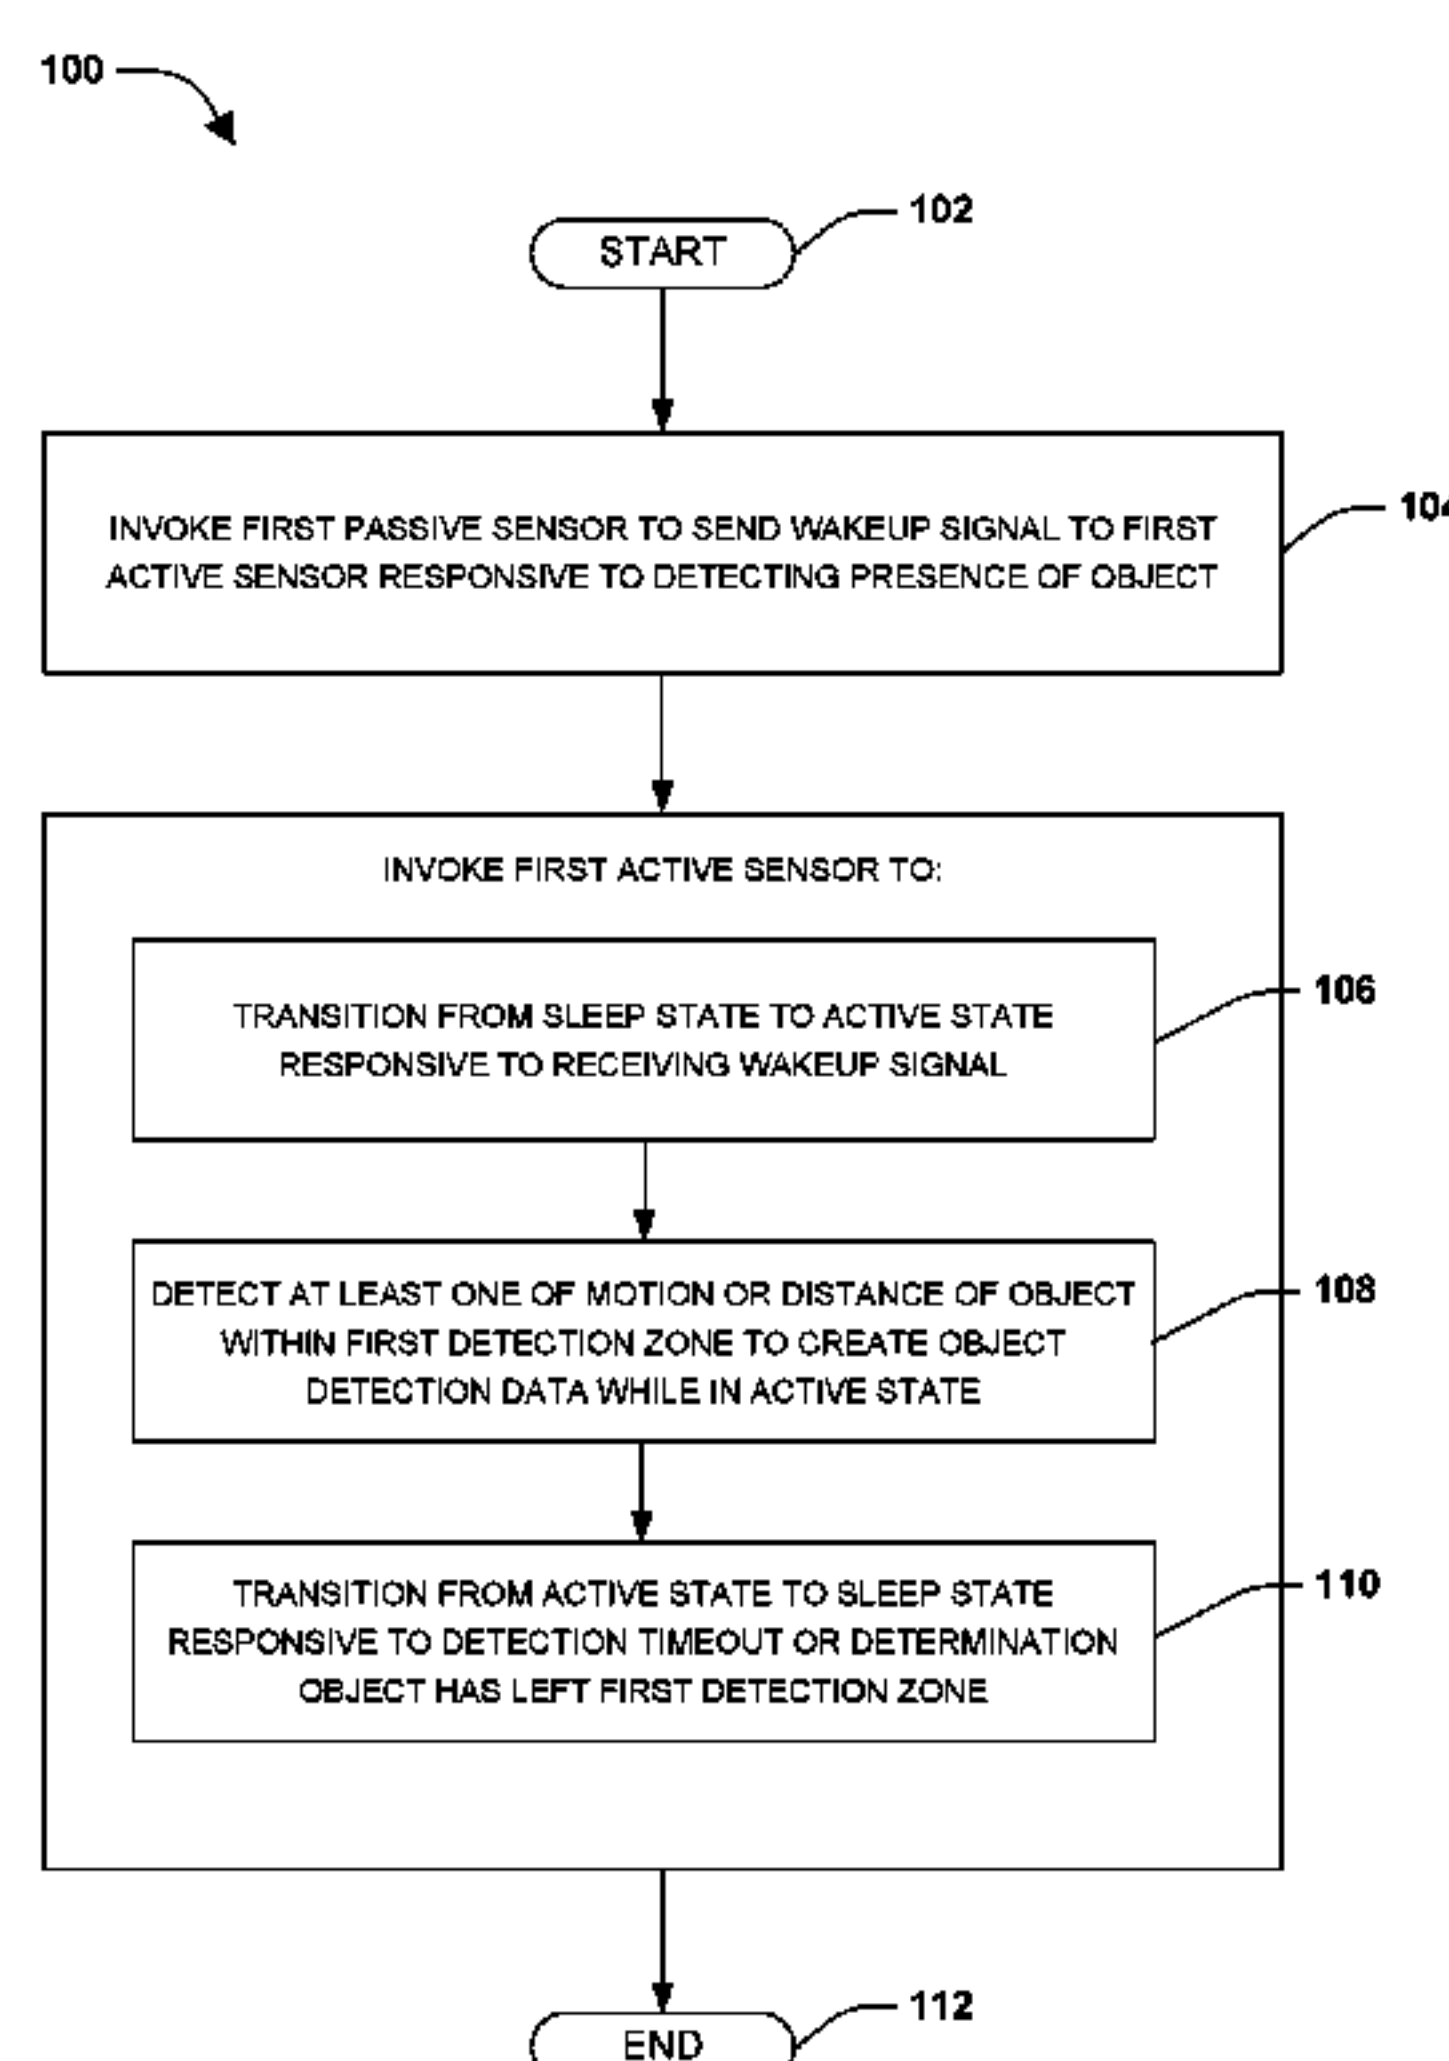 100
START
102
INVOKE FIRST PASSIVE SENSOR TO SEND WAKEUP SIGNAL TO FIRST
ACTIVE SENSOR RESPONSIVE TO DETECTING PRESENCE OF OBJECT
104
INVOKE FIRST ACTIVE SENSOR TO:
TRANSITION FROM SLEEP STATE TO ACTIVE STATE
RESPONSIVE TO RECEIVING WAKEUP SIGNAL
106
DETECT AT LEAST ONE OF MOTION OR DISTANCE OF OBJECT
WITHIN FIRST DETECTION ZONE TO CREATE OBJECT
DETECTION DATA WHILE IN ACTIVE STATE
108
TRANSITION FROM ACTIVE STATE TO SLEEP STATE
RESPONSIVE TO DETECTION TIMEOUT OR DETERMINATION
OBJECT HAS LEFT FIRST DETECTION ZONE
110
END
112